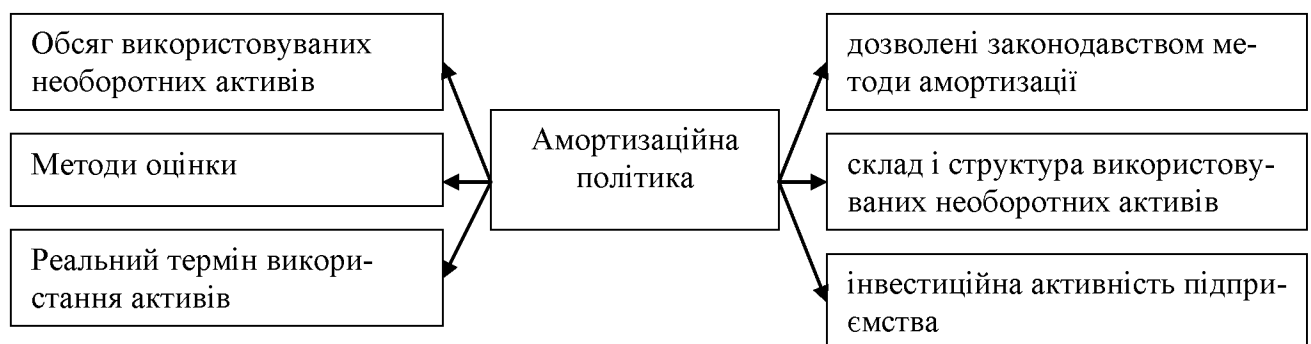 Обсяг використовуваних
необоротних активів
Методи оцінки
Реальний термін викори-
стання активів
Амортизаційна
політика
дозволені законодавством ме-
тоди амортизації
склад і структура використову-
ваних необоротних активів
інвестиційна активність підпри-
ємства